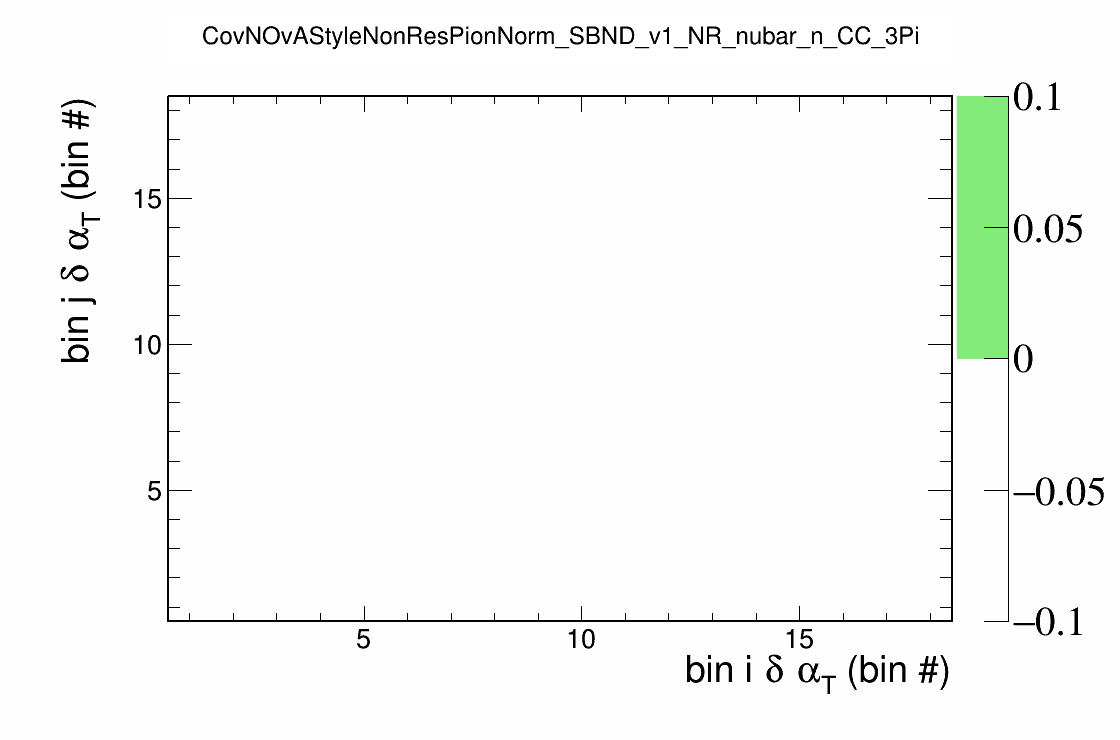 CovNOvAStyleNonResPionNorm_SBND_v1_NR_nubar_n_CC_3Pi
bin j δ α_T (bin #)
15
10
5
5 10 15
bin i δ α_T (bin #)
0.1
0.05
0
−0.05
−0.1